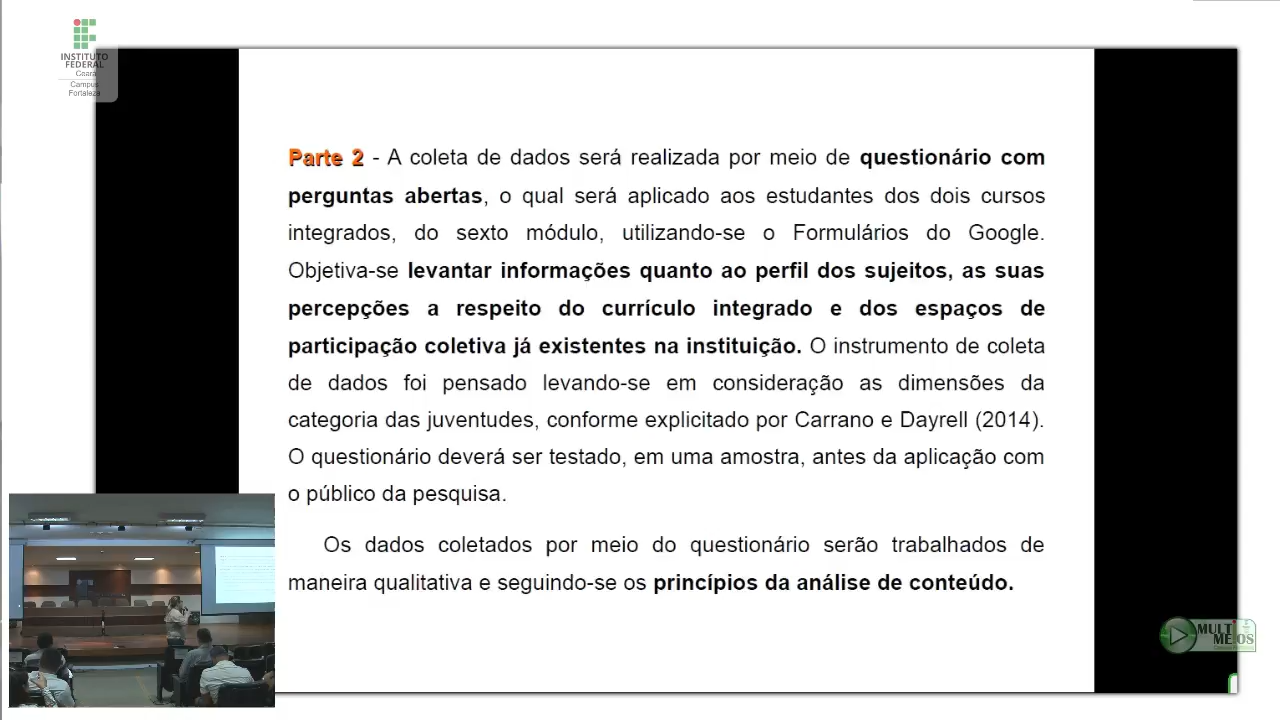 INSTITUTO
FEDERAL
Ceará
Campus
Fortaleza
Parte 2 - A coleta de dados será realizada por meio de questionário com
perguntas abertas, o qual será aplicado aos estudantes dos dois cursos
integrados, do sexto módulo, utilizando-se o Formulários do Google.
Objetiva-se levantar informações quanto ao perfil dos sujeitos, as suas
percepções a respeito do currículo integrado e dos espaços de
participação coletiva já existentes na instituição. O instrumento de coleta
de dados foi pensado levando-se em consideração as dimensões da
categoria das juventudes, conforme explicitado por Carrano e Dayrell (2014).
O questionário deverá ser testado, em uma amostra, antes da aplicação com
o público da pesquisa.
Os dados coletados por meio do questionário serão trabalhados de
maneira qualitativa e seguindo-se os princípios da análise de conteúdo.
MULTI
MEIOS